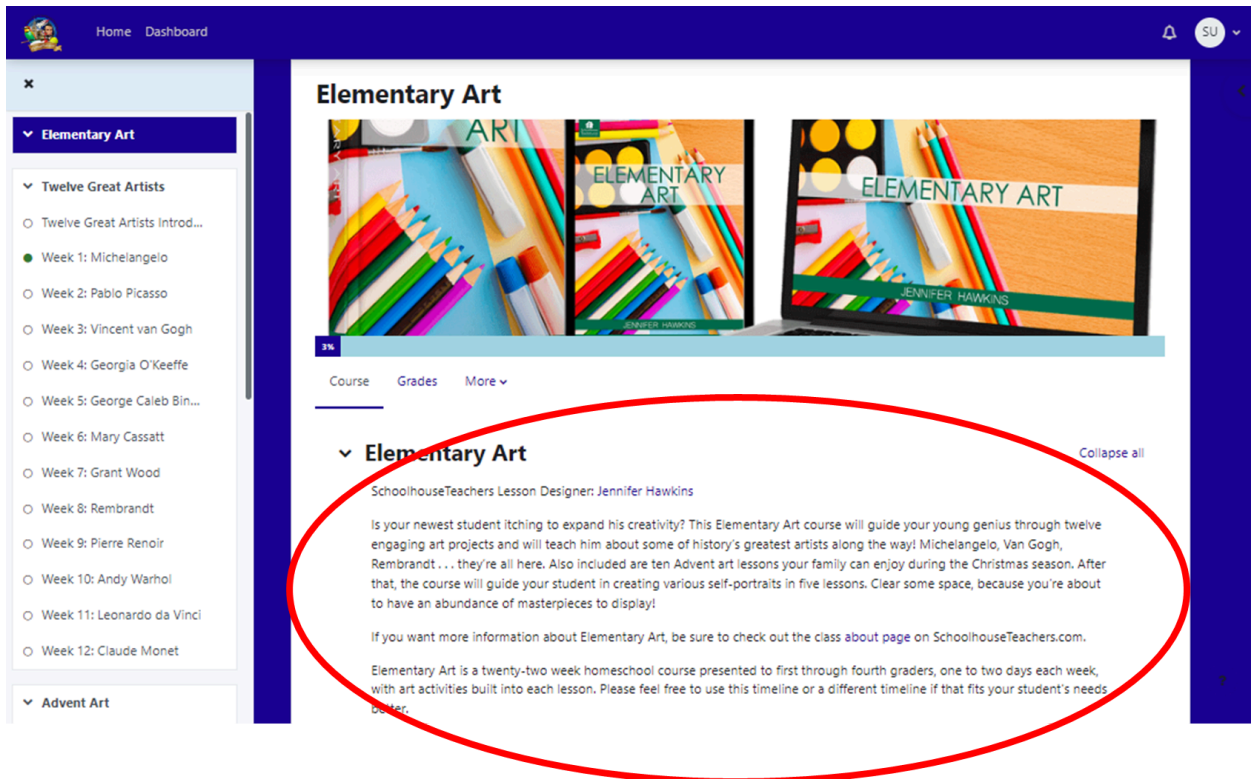 Home Dashboard
SU
Elementary Art
Twelve Great Artists
Twelve Great Artists Introd...
Week 1: Michelangelo
Week 2: Pablo Picasso
Week 3: Vincent van Gogh
Week 4: Georgia O'Keeffe
Week 5: George Caleb Bin...
Week 6: Mary Cassatt
Week 7: Grant Wood
Week 8: Rembrandt
Week 9: Pierre Renoir
Week 10: Andy Warhol
Week 11: Leonardo da Vinci
Week 12: Claude Monet
Advent Art
Elementary Art
ART
ELEMENTARY
ART
JENNIFER HAWKINS
ELEMENTARY ART
JENNIFER HAWKINS
3%
Course Grades More
Elementary Art
Collapse all
SchoolhouseTeachers Lesson Designer: Jennifer Hawkins
Is your newest student itching to expand his creativity? This Elementary Art course will guide your young genius through twelve
engaging art projects and will teach him about some of history's greatest artists along the way! Michelangelo, Van Gogh,
Rembrandt . . . they're all here. Also included are ten Advent art lessons your family can enjoy during the Christmas season. After
that, the course will guide your student in creating various self-portraits in five lessons. Clear some space, because you're about
to have an abundance of masterpieces to display!
If you want more information about Elementary Art, be sure to check out the class about page on SchoolhouseTeachers.com.
Elementary Art is a twenty-two week homeschool course presented to first through fourth graders, one to two days each week,
with art activities built into each lesson. Please feel free to use this timeline or a different timeline if that fits your student's needs
better.